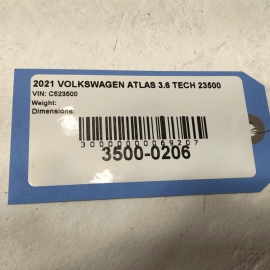 2021 VOLKSWAGEN ATLAS 3.6 TECH 23500
VIN: C523500
Weight:
Dimensions:
3000000069207
3500-0206